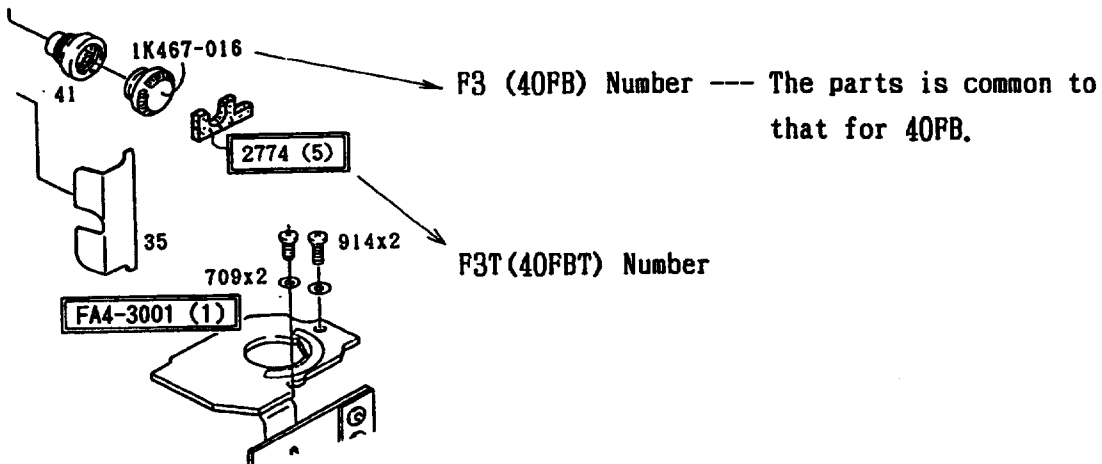 1K467-016
41
F3 (40FB) Number --- The parts is common to
that for 40FB.
2774 (5)
35
914x2
F3T(40FBT) Number
709x2
FA4-3001 (1)